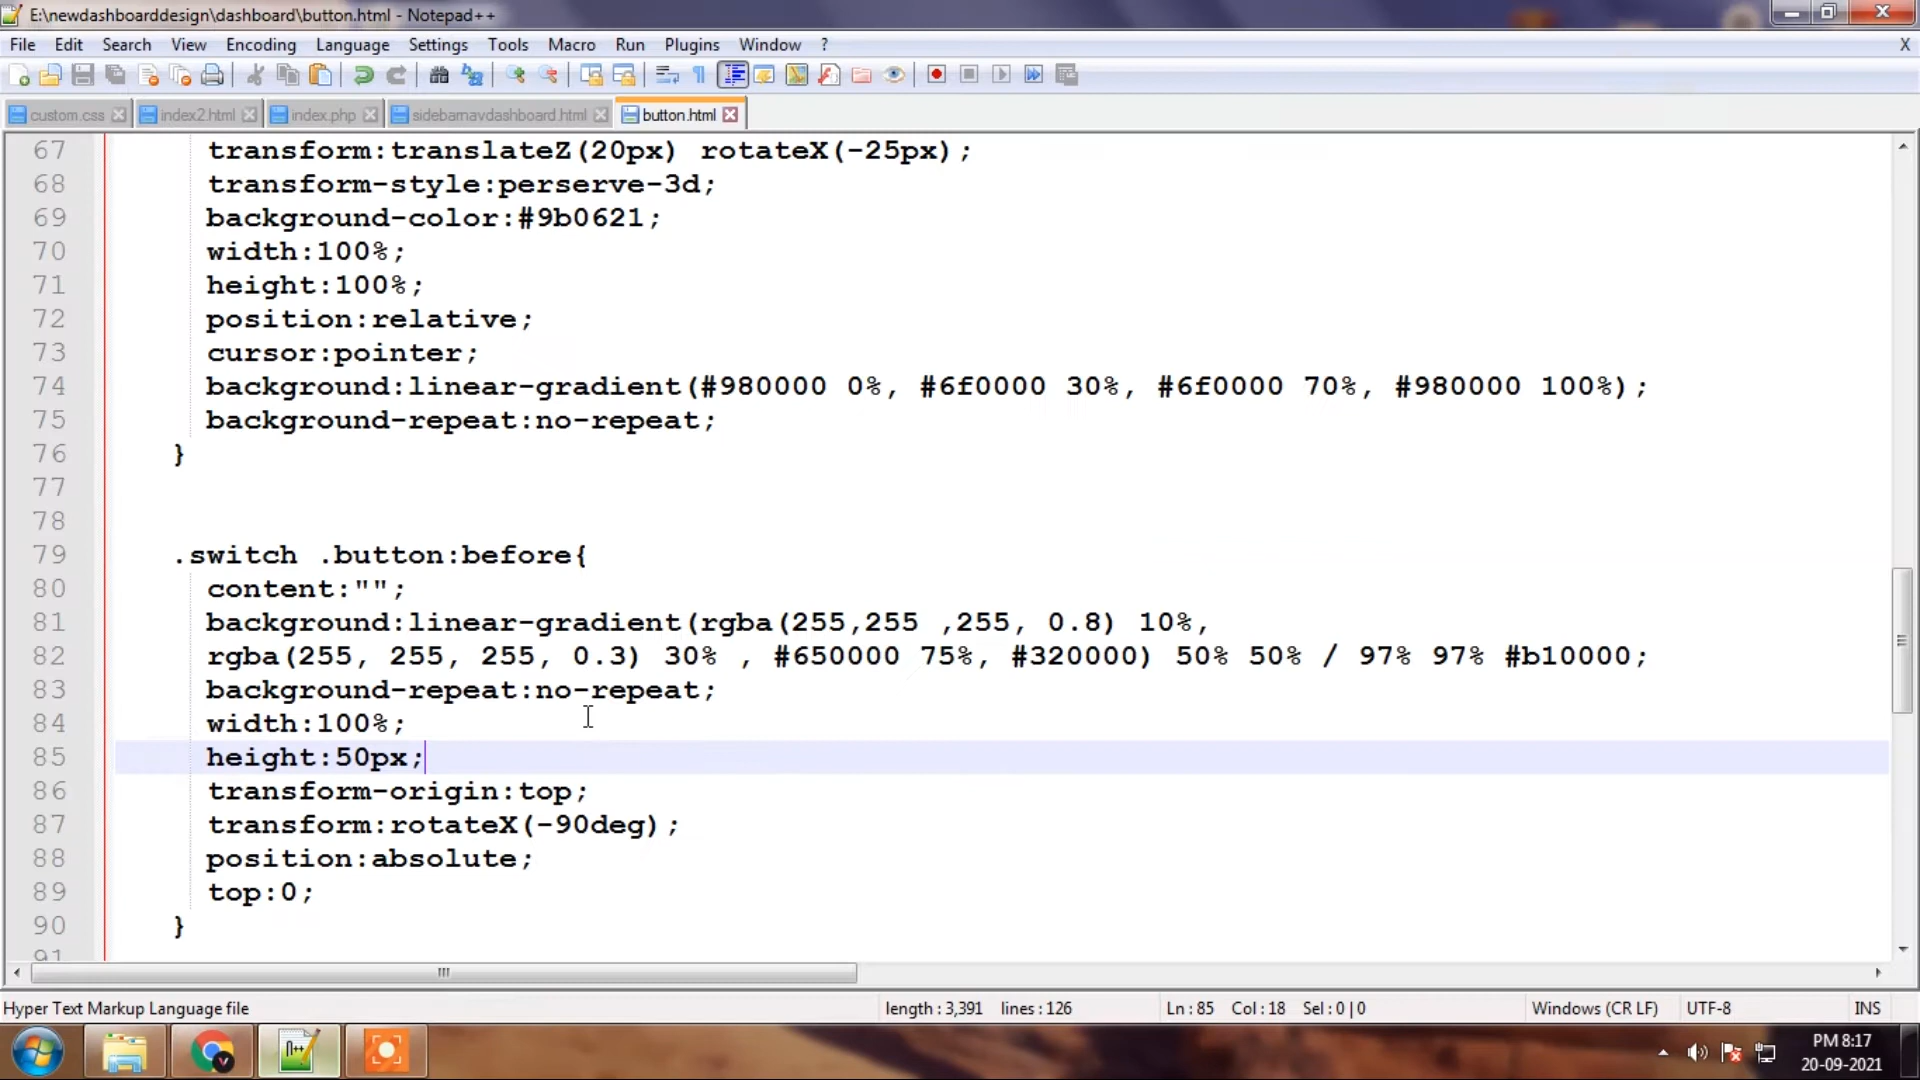 E:\newdashboarddesign\dashboard\button.html - Notepad++
File Edit Search View Encoding Language Settings Tools Macro Run Plugins Window ? X
custom.css index2.html index.php sidebarnavdashboard.html button.html
67 transform:translateZ(20px) rotateX(-25px);
68 transform-style:perserve-3d;
69 background-color:#9b0621;
70 width:100%;
71 height:100%;
72 position:relative;
73 cursor:pointer;
74 background:linear-gradient(#980000 0%, #6f0000 30%, #6f0000 70%, #980000 100%);
75 background-repeat:no-repeat;
76 }
77
78
79 .switch .button:before{
80 content:"";
81 background:linear-gradient(rgba(255,255 ,255, 0.8) 10%,
82 rgba(255, 255, 255, 0.3) 30% , #650000 75%, #320000) 50% 50% / 97% 97% #b10000;
83 background-repeat:no-repeat;
84 width:100%;
85 height:50px;
86 transform-origin:top;
87 transform:rotateX(-90deg);
88 position:absolute;
89 top:0;
90 }
91
Hyper Text Markup Language file length : 3,391 lines : 126 Ln : 85 Col : 18 Sel : 0 | 0 Windows (CR LF) UTF-8 INS
PM 8:17
20-09-2021